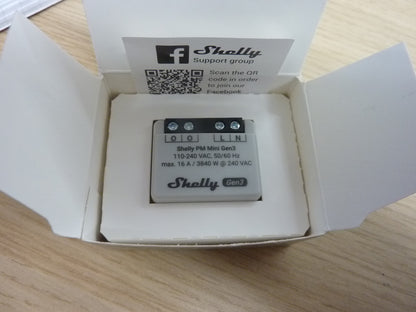 f Shelly
Support group
Scan the QR
code in order
to join our
Facebook
O O L N
Shelly PM Mini Gen3
110-240 VAC, 50/60 Hz
max. 16 A / 3840 W @ 240 VAC
Shelly Gen3